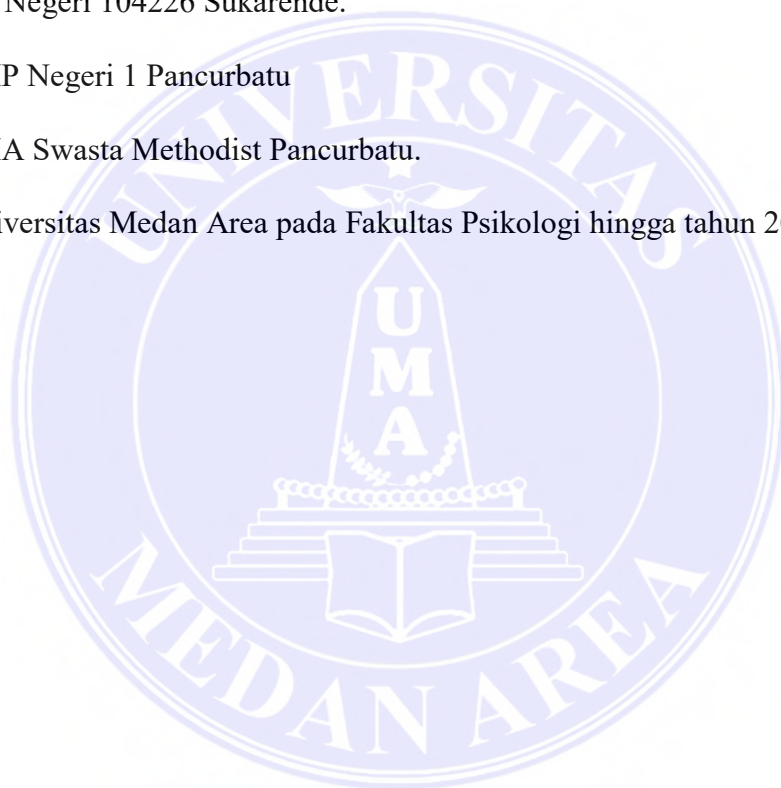 Negeri 104226 Sukarende.
P Negeri 1 Pancurbatu
A Swasta Methodist Pancurbatu.
iversitas Medan Area pada Fakultas Psikologi hingga tahun 2
UNIVERSITAS
U
M
A
MEDAN AREA